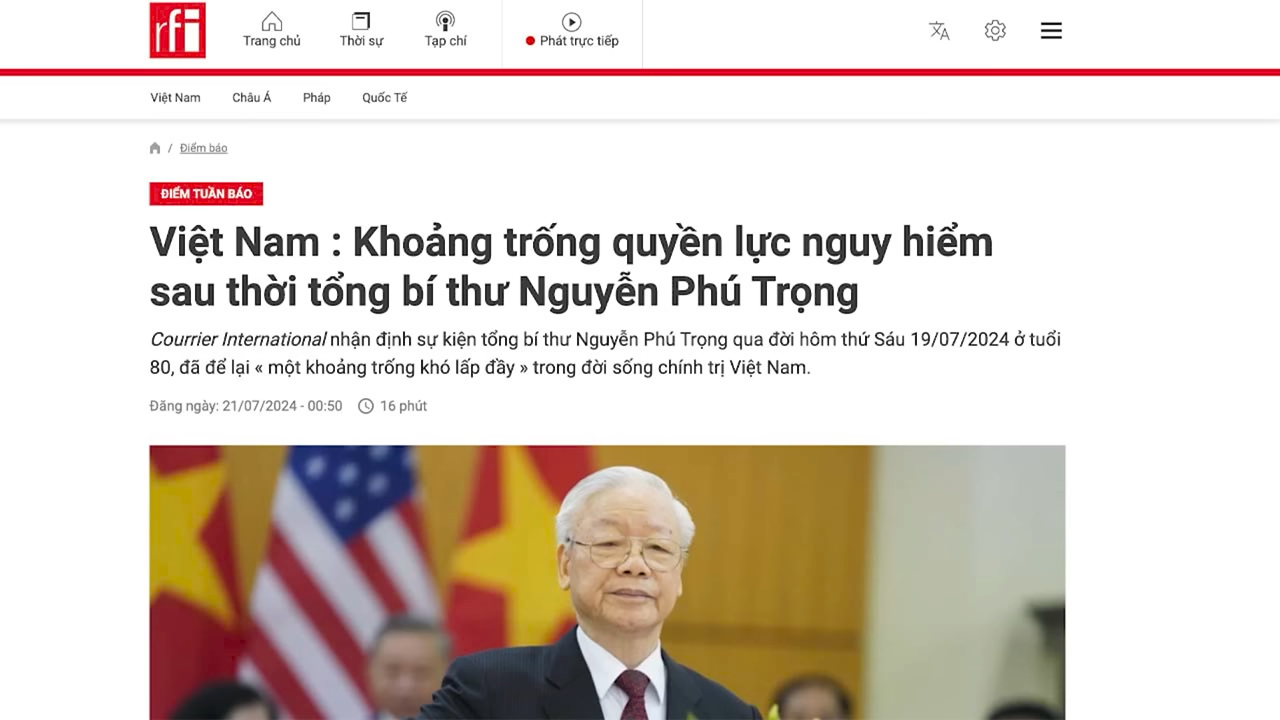 rfi
Trang chủ
Thời sự
Tạp chí
Phát trực tiếp
Việt Nam
Châu Á
Pháp
Quốc Tế
/ Điểm báo
ĐIỂM TUẦN BÁO
Việt Nam : Khoảng trống quyền lực nguy hiểm
sau thời tổng bí thư Nguyễn Phú Trọng
Courrier International nhận định sự kiện tổng bí thư Nguyễn Phú Trọng qua đời hôm thứ Sáu 19/07/2024 ở tuổi
80, đã để lại « một khoảng trống khó lấp đầy » trong đời sống chính trị Việt Nam.
Đăng ngày: 21/07/2024 - 00:50 16 phút